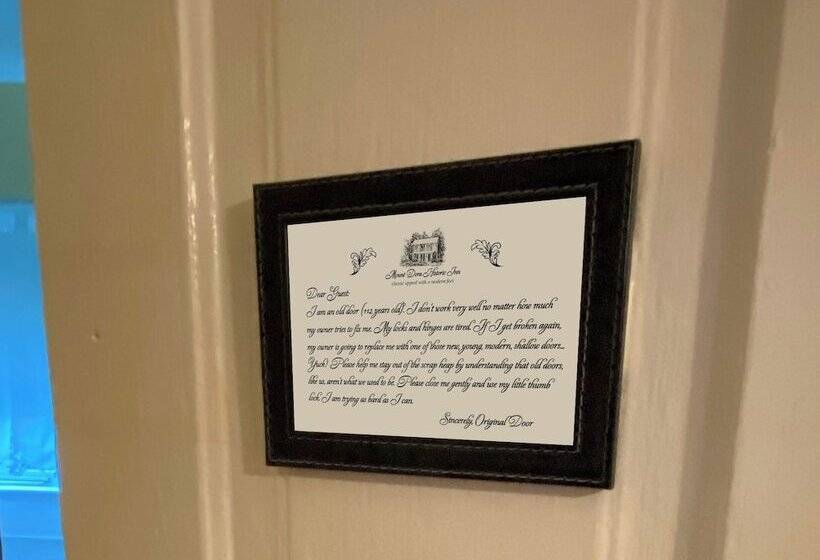 Mount Dora Historic Inn
classic appeal with a modern feel
Dear Guest:
I am an old door (112 years old). I don't work very well no matter how much
my owner tries to fix me. My locks and hinges are tired. If I get broken again,
my owner is going to replace me with one of those new, young, modern, shallow doors...
Yuck! Please help me stay out of the scrap heap by understanding that old doors,
like us, aren't what we used to be. Please close me gently and use my little thumb
lock. I am trying as hard as I can.
Sincerely, Original Door